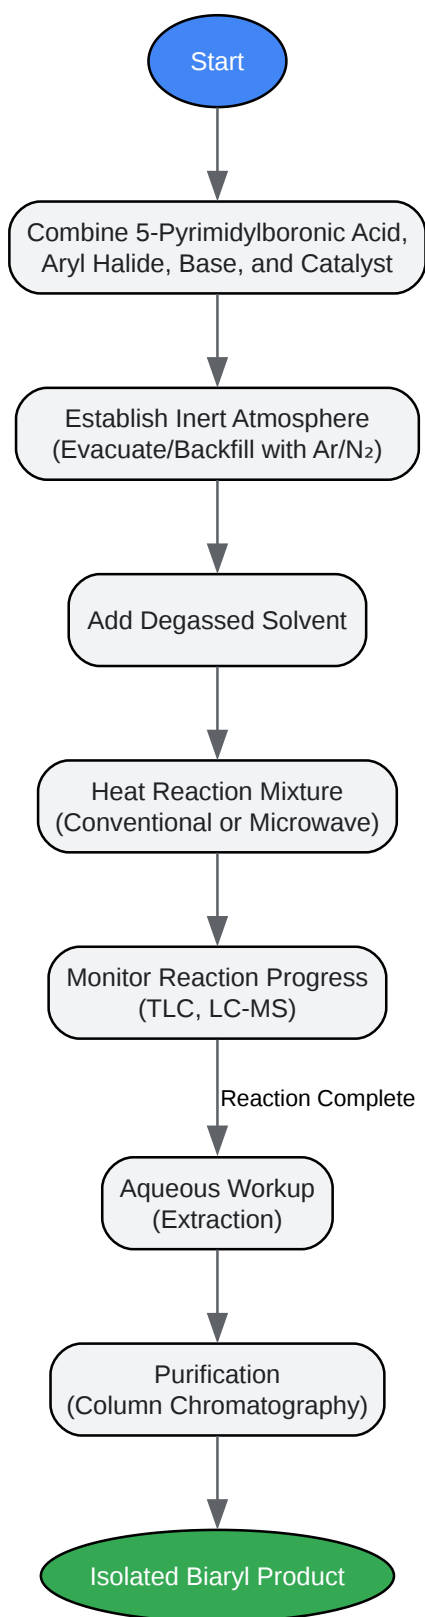 Start
Combine 5-Pyrimidylboronic Acid,
Aryl Halide, Base, and Catalyst
Establish Inert Atmosphere
(Evacuate/Backfill with Ar/N₂)
Add Degassed Solvent
Heat Reaction Mixture
(Conventional or Microwave)
Monitor Reaction Progress
(TLC, LC-MS)
Reaction Complete
Aqueous Workup
(Extraction)
Purification
(Column Chromatography)
Isolated Biaryl Product